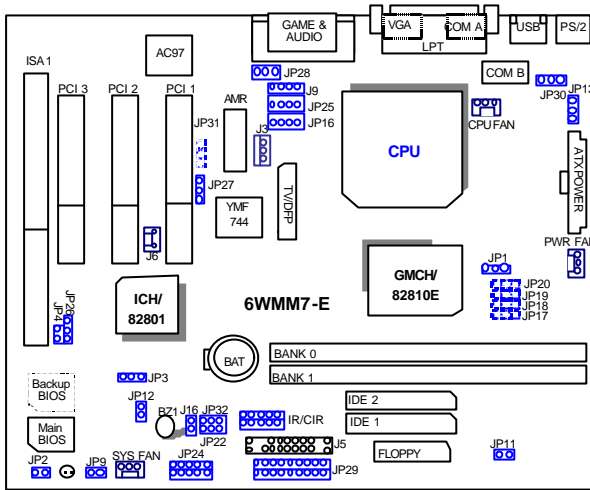 GAME &
AUDIO
VGA
COM A
LPT
USB
PS/2
AC97
ISA 1
COM B
JP28
JP30
JP13
PCI 3
PCI 2
PCI 1
J9
JP25
JP16
AMR
JP31
J3
CPU FAN
CPU
ATX POWER
JP27
TV/DFP
YMF
744
PWR FAN
J6
JP1
GMCH/
82810E
ICH/
82801
6WMM7-E
JP20
JP19
JP18
JP17
JP26
JP4
BAT
BANK 0
BANK 1
JP3
Backup
BIOS
JP12
IDE 2
BZ1
J16
JP32
IR/CIR
IDE 1
Main
BIOS
JP22
J5
FLOPPY
JP11
JP2
JP9
SYS FAN
JP24
JP29